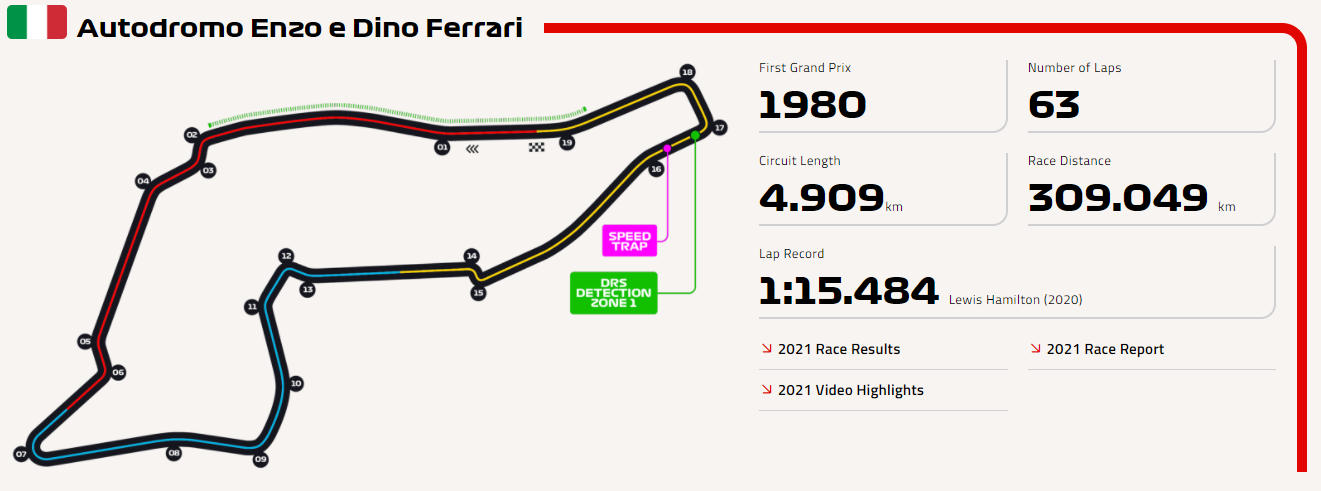 Autodromo Enzo e Dino Ferrari
First Grand Prix
1980
Number of Laps
63
Circuit Length
4.909 km
Race Distance
309.049 km
Lap Record
1:15.484 Lewis Hamilton (2020)
2021 Race Results
2021 Race Report
2021 Video Highlights
18
17
02
01
19
03
16
04
SPEED
TRAP
12
14
13
15
DRS
DETECTION
ZONE 1
11
05
06
10
07
08
09